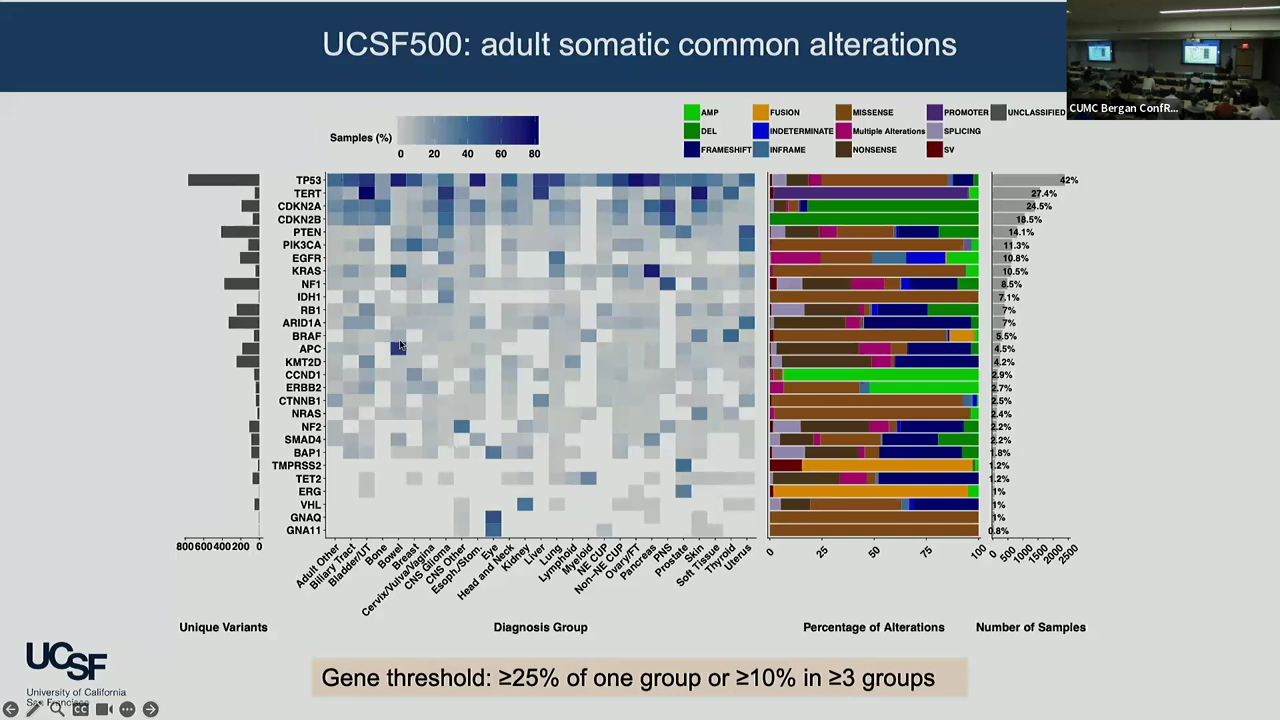 UCSF500: adult somatic common alterations
CUMC Bergan ConfR...
Samples (%)
0 20 40 60 80
AMP FUSION MISSENSE PROMOTER UNCLASSIFIED
DEL INDETERMINATE Multiple Alterations SPLICING
FRAMESHIFT INFRAME NONSENSE SV
TP53 42%
TERT 27.4%
CDKN2A 24.5%
CDKN2B 18.5%
PTEN 14.1%
PIK3CA 11.3%
EGFR 10.8%
KRAS 10.5%
NF1 8.5%
IDH1 7.1%
RB1 7%
ARID1A 7%
BRAF 5.5%
APC 4.5%
KMT2D 4.2%
CCND1 2.9%
ERBB2 2.7%
CTNNB1 2.5%
NRAS 2.4%
NF2 2.2%
SMAD4 2.2%
BAP1 1.8%
TMPRSS2 1.2%
TET2 1.2%
ERG 1%
VHL 1%
GNAQ 1%
GNA11 0.8%
800 600 400 200 0
Adult Other
Biliary Tract
Bladder/UT
Bone
Bowel
Breast
Cervix/Vulva/Vagina
CNS Glioma
CNS Other
Esoph./Stom.
Eye
Head and Neck
Kidney
Liver
Lung
Lymphoid
Myeloid
NE CUP
Non-NE CUP
Ovary/FT
Pancreas
PNS
Prostate
Skin
Soft Tissue
Thyroid
Uterus
0 25 50 75 100
0 500 1000 1500 2000 2500
Unique Variants Diagnosis Group Percentage of Alterations Number of Samples
UCSF
University of California
San Francisco
Gene threshold: ≥25% of one group or ≥10% in ≥3 groups
CC